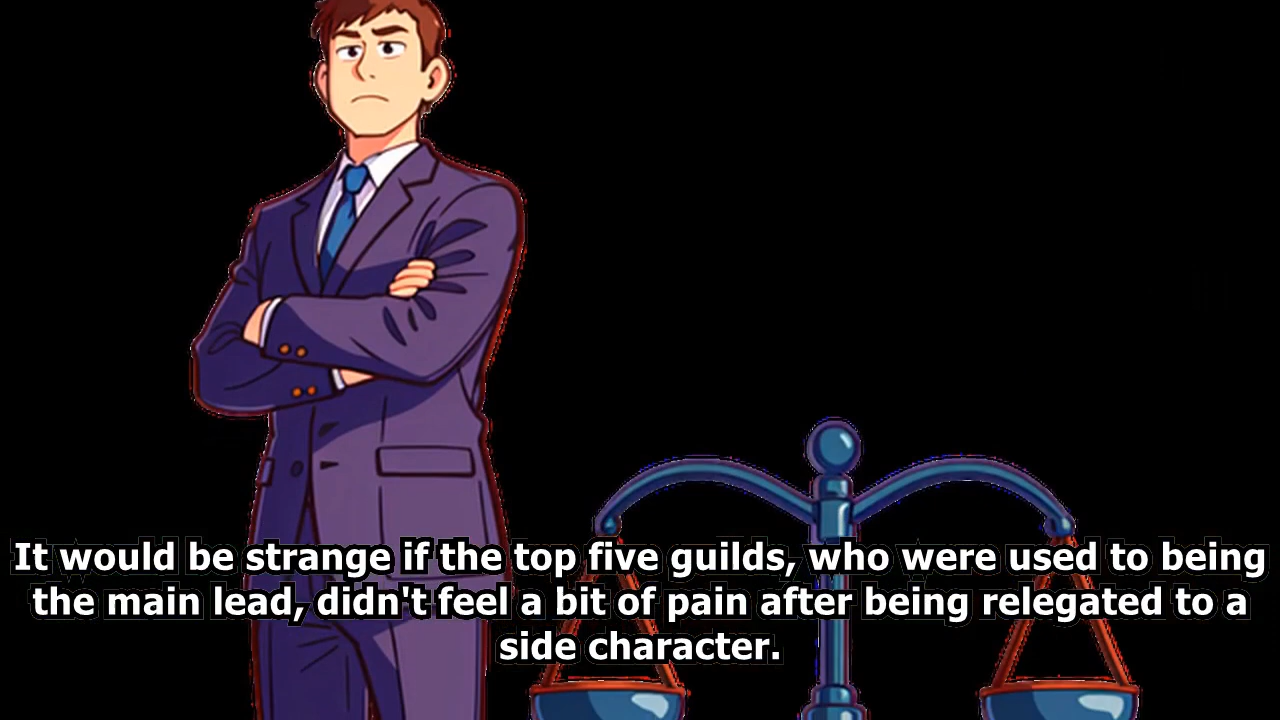 It would be strange if the top five guilds, who were used to being
the main lead, didn't feel a bit of pain after being relegated to a
side character.